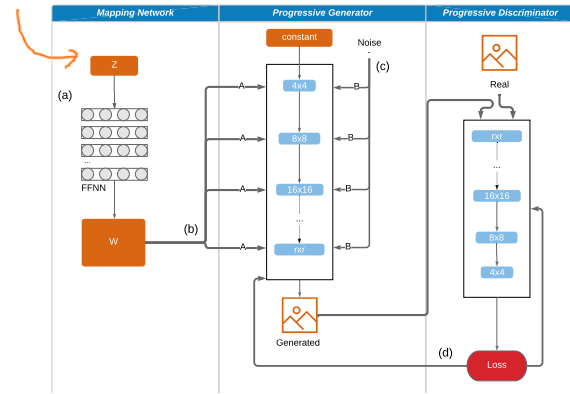 Mapping Network
Progressive Generator
Progressive Discriminator
Z
(a)
...
FFNN
W
(b)
constant
Noise
(c)
4x4
8x8
16x16
...
rxr
A
A
A
A
B
B
B
B
Generated
Real
rxr
...
16x16
8x8
4x4
(d)
Loss